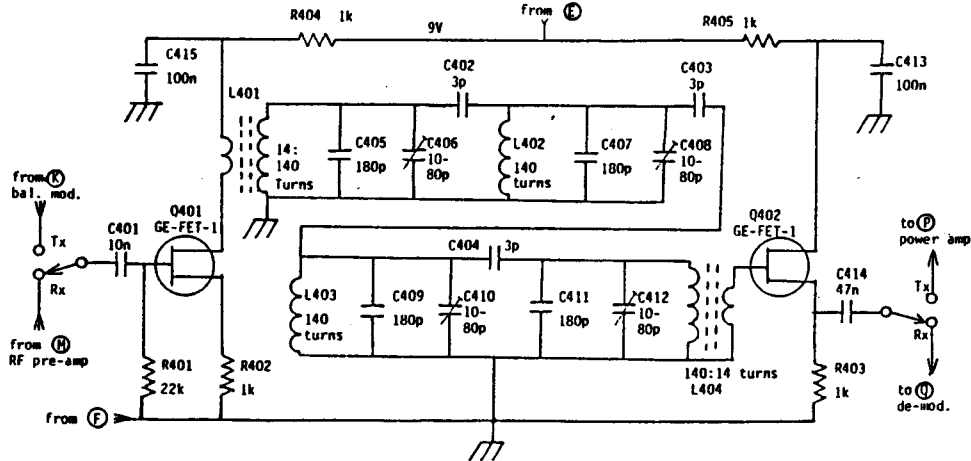 R404 1k
9V
from E
R405 1k
C415
100n
C402
3p
C403
3p
C413
100n
L401
14:
140
Turns
C405
180p
C406
10-
80p
L402
140
turns
C407
180p
C408
10-
80p
from K
bal. mod.
Tx
Rx
C401
10n
Q401
GE-FET-1
from M
RF pre-amp
R401
22k
R402
1k
from F
C404 3p
L403
140
turns
C409
180p
C410
10-
80p
C411
180p
C412
10-
80p
140:14 turns
L404
Q402
GE-FET-1
C414
47n
to P
power amp
Tx
Rx
R403
1k
to Q
de-mod.